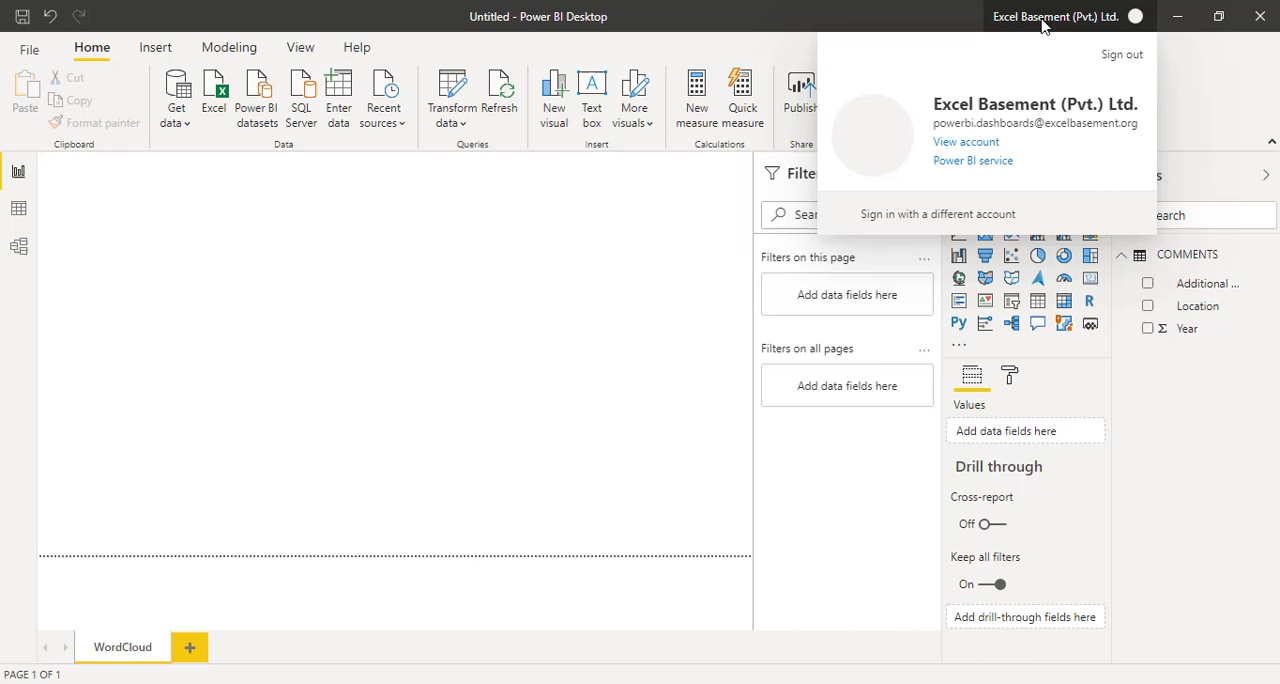 Untitled - Power BI Desktop
Excel Basement (Pvt.) Ltd.
File
Home
Insert
Modeling
View
Help
Sign out
Excel Basement (Pvt.) Ltd.
powerbi.dashboards@excelbasement.org
View account
Power BI service
Sign in with a different account
Paste
Cut
Copy
Format painter
Clipboard
Get data
Excel
Power BI datasets
SQL Server
Enter data
Recent sources
Data
Transform data
Refresh
Queries
New visual
Text box
More visuals
Insert
New measure
Quick measure
Calculations
Publish
Share
Filte
Sear
s
earch
Filters on this page
...
Add data fields here
Filters on all pages
...
Add data fields here
R
Py
...
Values
Add data fields here
Drill through
Cross-report
Off
Keep all filters
On
Add drill-through fields here
COMMENTS
Additional ...
Location
Σ Year
WordCloud
PAGE 1 OF 1